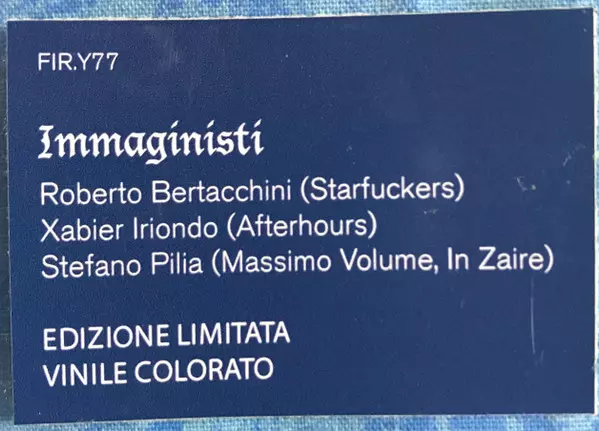 FIR.Y77
Immaginisti
Roberto Bertacchini (Starfuckers)
Xabier Iriondo (Afterhours)
Stefano Pilia (Massimo Volume, In Zaire)
EDIZIONE LIMITATA
VINILE COLORATO